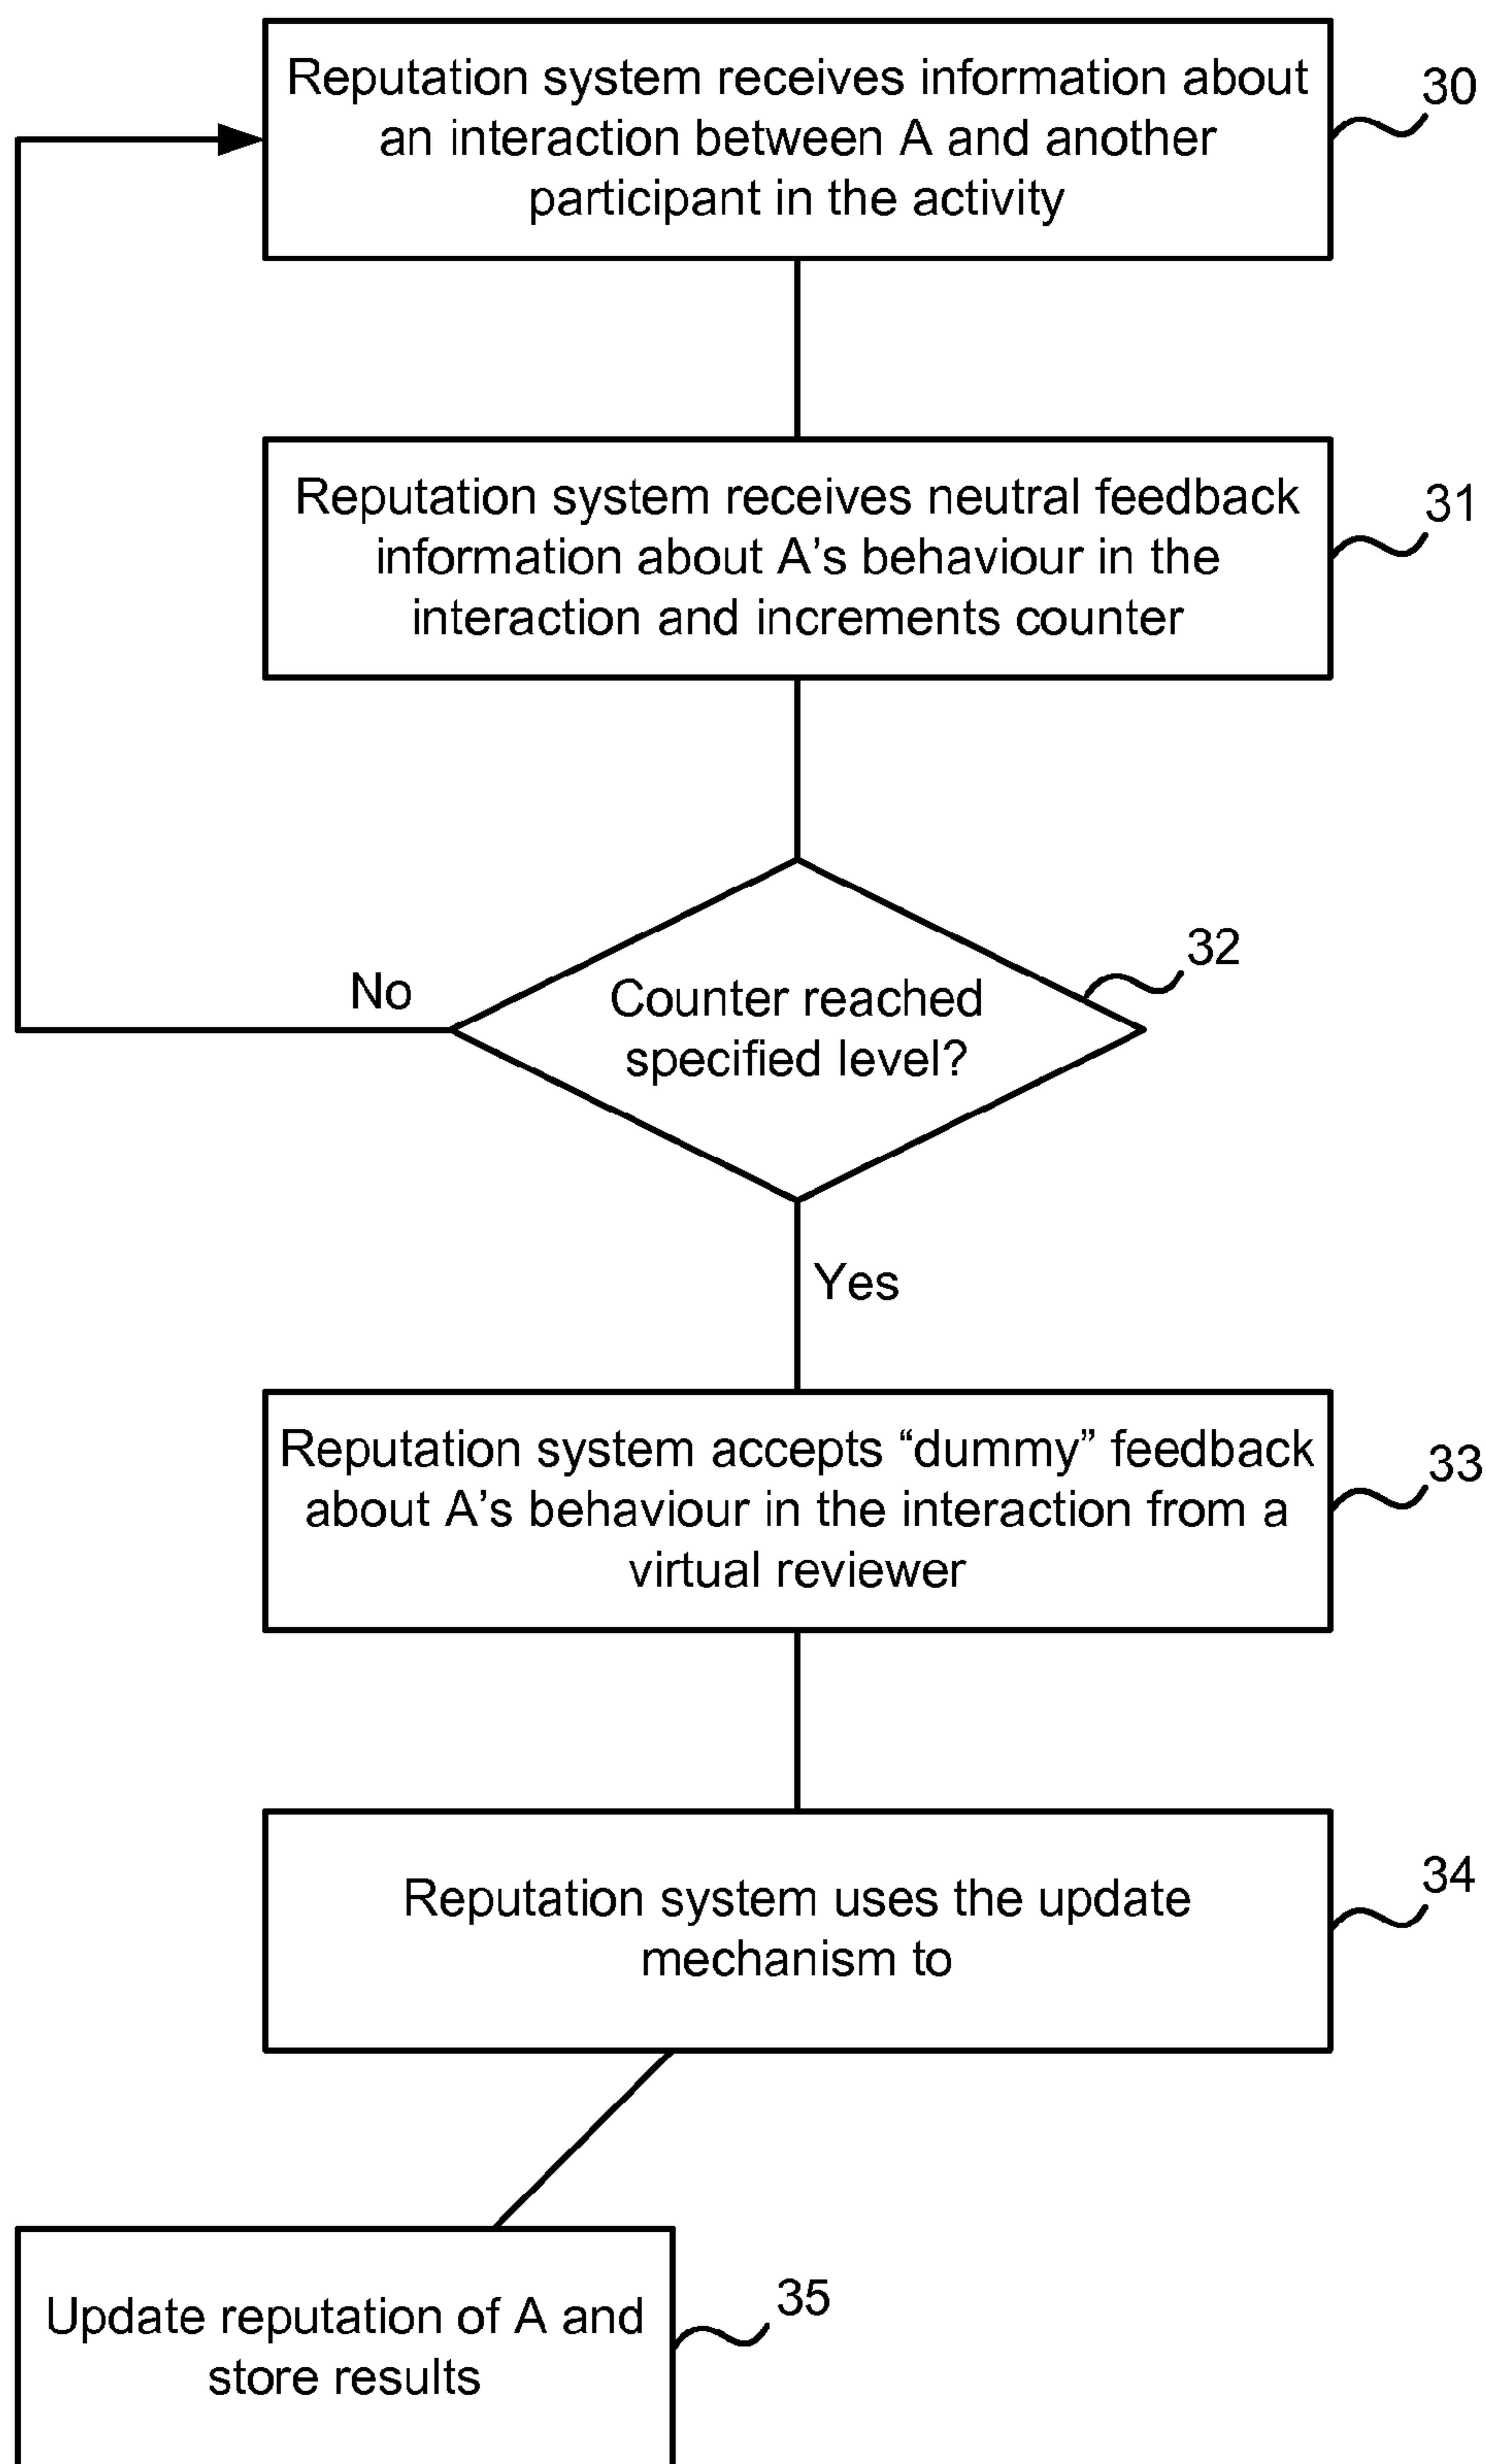 Reputation system receives information about
an interaction between A and another
participant in the activity
30
Reputation system receives neutral feedback
information about A’s behaviour in the
interaction and increments counter
31
Counter reached
specified level?
32
No
Yes
Reputation system accepts “dummy” feedback
about A’s behaviour in the interaction from a
virtual reviewer
33
Reputation system uses the update
mechanism to
34
Update reputation of A and
store results
35